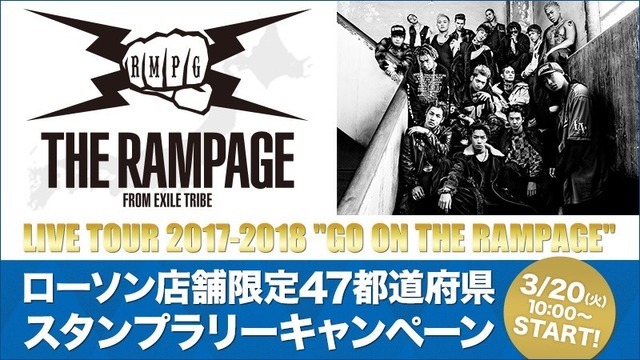 RMPG
THE RAMPAGE
FROM EXILE TRIBE
LIVE TOUR 2017-2018 "GO ON THE RAMPAGE"
ローソン店舗限定47都道府県
スタンプラリーキャンペーン
3/20(火)
10:00～
START!